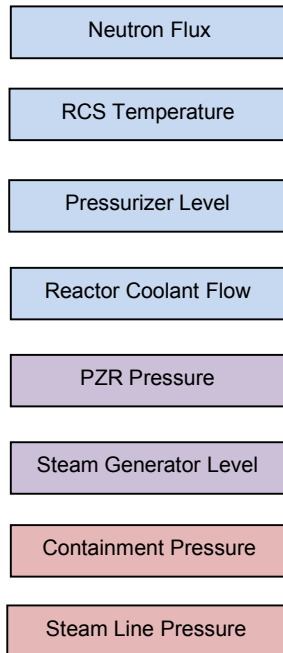 Neutron Flux
RCS Temperature
Pressurizer Level
Reactor Coolant Flow
PZR Pressure
Steam Generator Level
Containment Pressure
Steam Line Pressure